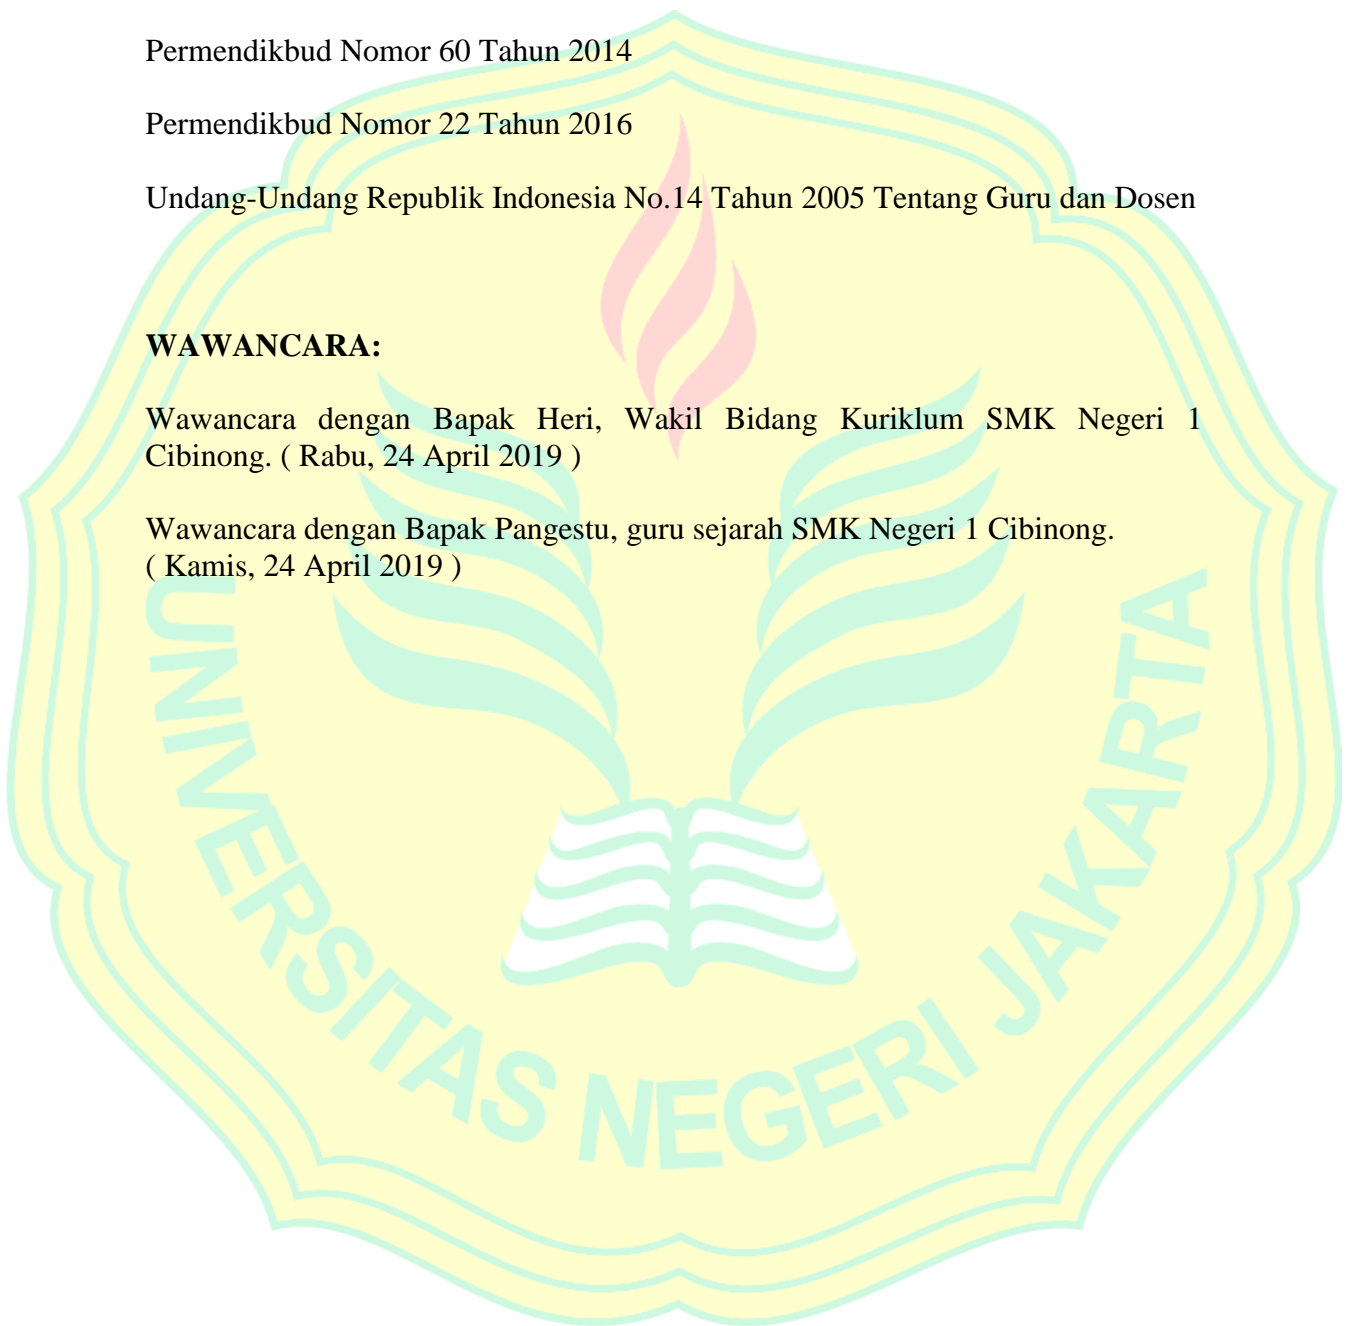 Permendikbud Nomor 60 Tahun 2014
Permendikbud Nomor 22 Tahun 2016
Undang-Undang Republik Indonesia No.14 Tahun 2005 Tentang Guru dan Dosen
WAWANCARA:
Wawancara dengan Bapak Heri, Wakil Bidang Kuriklum SMK Negeri 1
Cibinong. ( Rabu, 24 April 2019 )
Wawancara dengan Bapak Pangestu, guru sejarah SMK Negeri 1 Cibinong.
( Kamis, 24 April 2019 )
UNIVERSITAS NEGERI JAKARTA